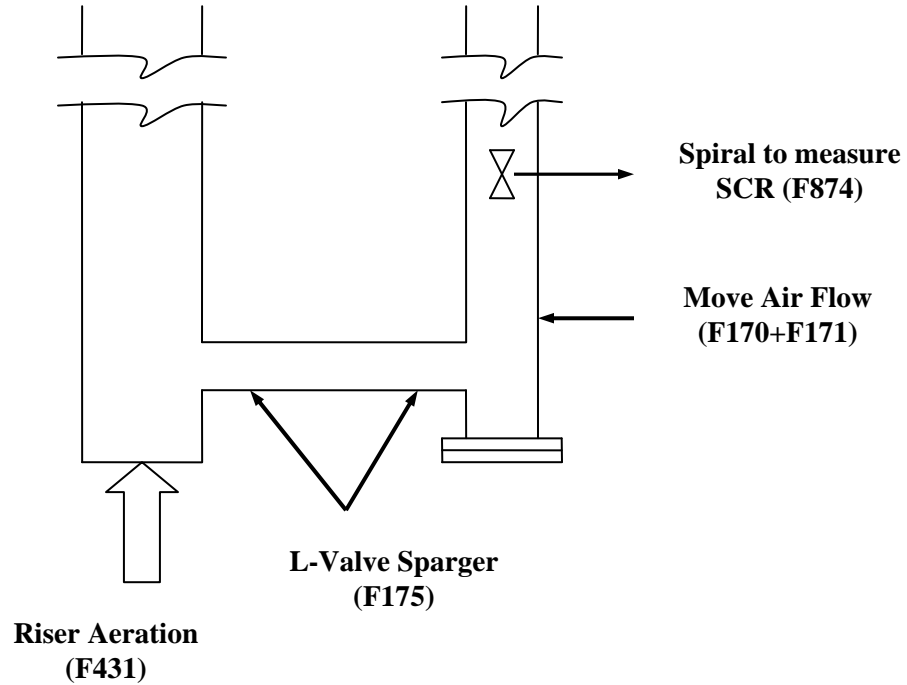 Spiral to measure
SCR (F874)
Move Air Flow
(F170+F171)
L-Valve Sparger
(F175)
Riser Aeration
(F431)